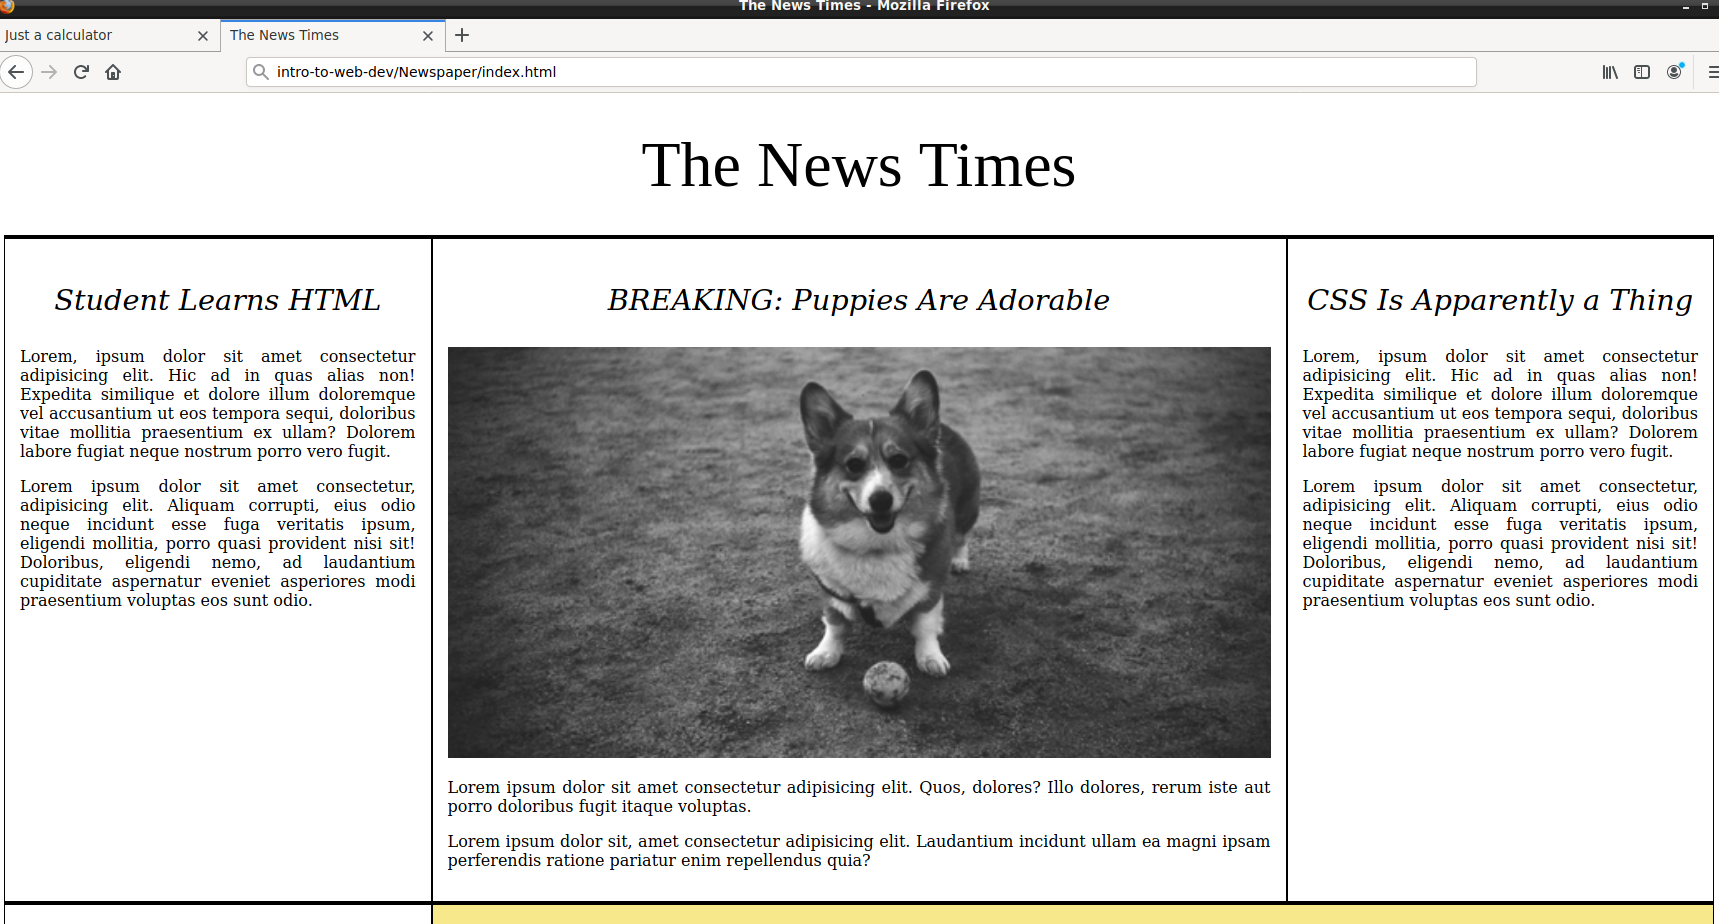 The News Times - Mozilla Firefox
Just a calculator
The News Times
intro-to-web-dev/Newspaper/index.html
The News Times
Student Learns HTML
Lorem, ipsum dolor sit amet consectetur
adipisicing elit. Hic ad in quas alias non!
Expedita similique et dolore illum doloremque
vel accusantium ut eos tempora sequi, doloribus
vitae mollitia praesentium ex ullam? Dolorem
labore fugiat neque nostrum porro vero fugit.
Lorem ipsum dolor sit amet consectetur,
adipisicing elit. Aliquam corrupti, eius odio
neque incidunt esse fuga veritatis ipsum,
eligendi mollitia, porro quasi provident nisi sit!
Doloribus, eligendi nemo, ad laudantium
cupiditate aspernatur eveniet asperiores modi
praesentium voluptas eos sunt odio.
BREAKING: Puppies Are Adorable
Lorem ipsum dolor sit amet consectetur adipisicing elit. Quos, dolores? Illo dolores, rerum iste aut
porro doloribus fugit itaque voluptas.
Lorem ipsum dolor sit, amet consectetur adipisicing elit. Laudantium incidunt ullam ea magni ipsam
perferendis ratione pariatur enim repellendus quia?
CSS Is Apparently a Thing
Lorem, ipsum dolor sit amet consectetur
adipisicing elit. Hic ad in quas alias non!
Expedita similique et dolore illum doloremque
vel accusantium ut eos tempora sequi, doloribus
vitae mollitia praesentium ex ullam? Dolorem
labore fugiat neque nostrum porro vero fugit.
Lorem ipsum dolor sit amet consectetur,
adipisicing elit. Aliquam corrupti, eius odio
neque incidunt esse fuga veritatis ipsum,
eligendi mollitia, porro quasi provident nisi sit!
Doloribus, eligendi nemo, ad laudantium
cupiditate aspernatur eveniet asperiores modi
praesentium voluptas eos sunt odio.